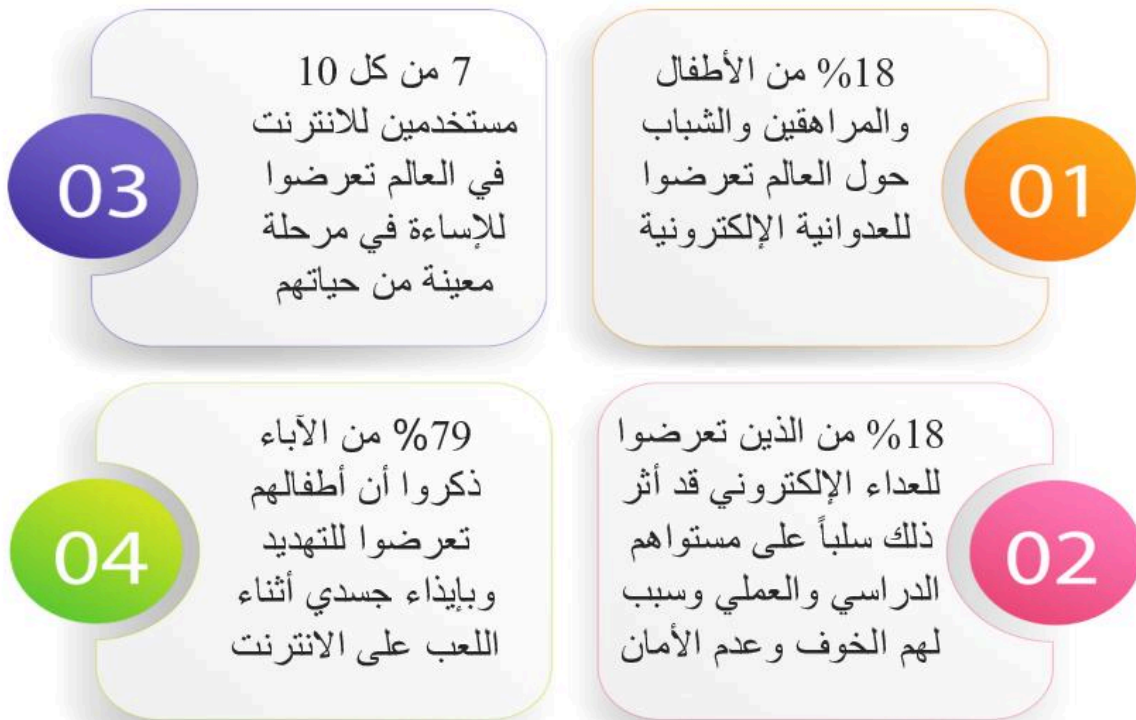 01
%18 من الأطفال
والمراهقين والشباب
حول العالم تعرضوا
للعدوانية الإلكترونية
02
%18 من الذين تعرضوا
للعداء الإلكتروني قد أثر
ذلك سلباً على مستواهم
الدراسي والعملي وسبب
لهم الخوف وعدم الأمان
03
7 من كل 10
مستخدمين للانترنت
في العالم تعرضوا
للإساءة في مرحلة
معينة من حياتهم
04
%79 من الآباء
ذكروا أن أطفالهم
تعرضوا للتهديد
وبإيذاء جسدي أثناء
اللعب على الانترنت